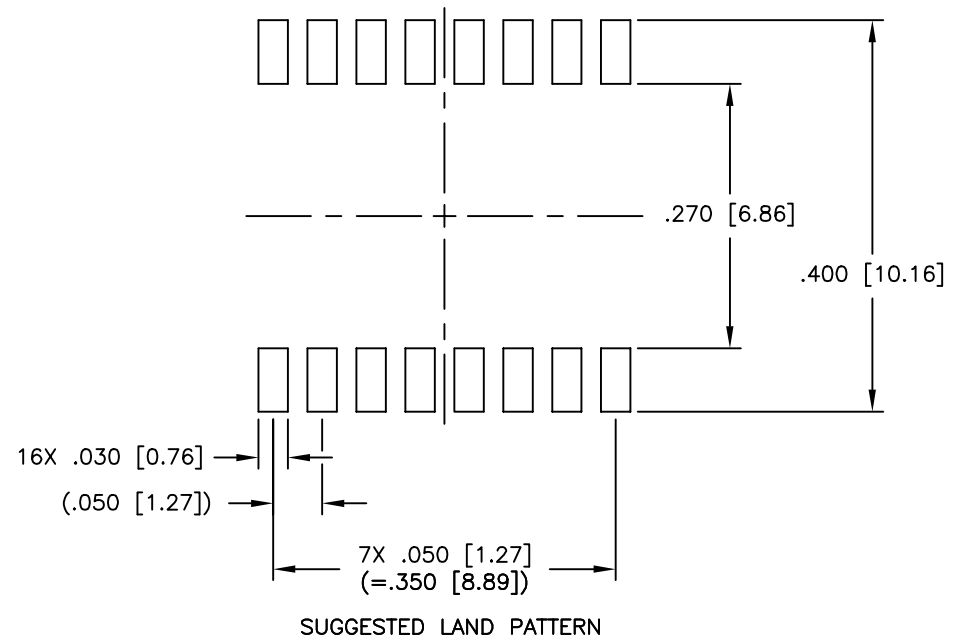 .270 [6.86]
.400 [10.16]
16X .030 [0.76]
(.050 [1.27])
7X .050 [1.27]
(=.350 [8.89])
SUGGESTED LAND PATTERN